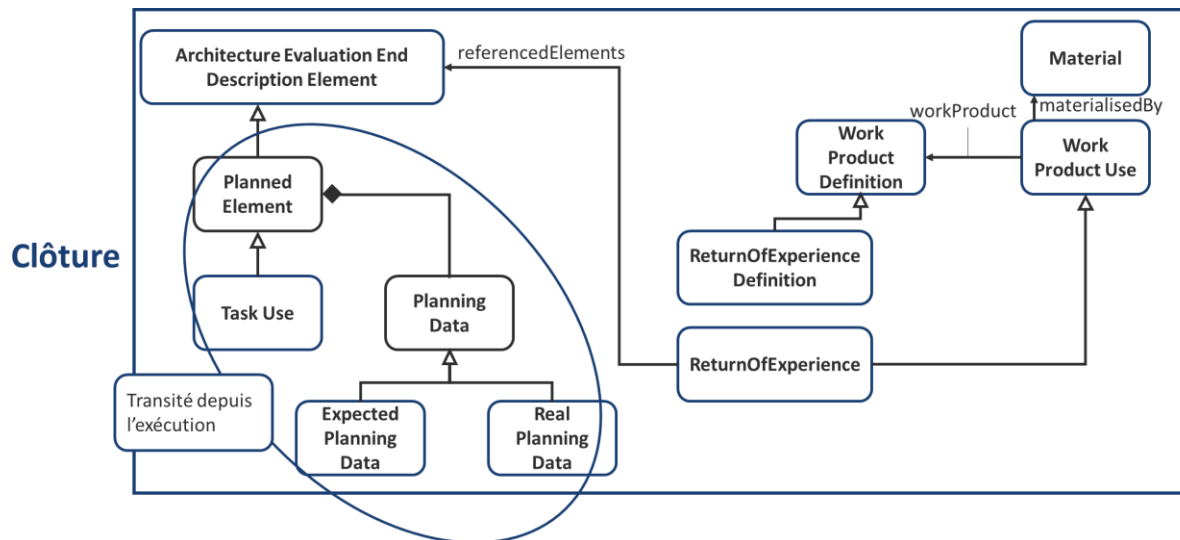 Clôture
Architecture Evaluation End
Description Element
referencedElements
Material
workProduct
materialisedBy
Work
Product
Definition
Work
Product Use
Planned
Element
ReturnOfExperience
Definition
Task Use
Planning
Data
ReturnOfExperience
Transité depuis
l’exécution
Expected
Planning
Data
Real
Planning
Data